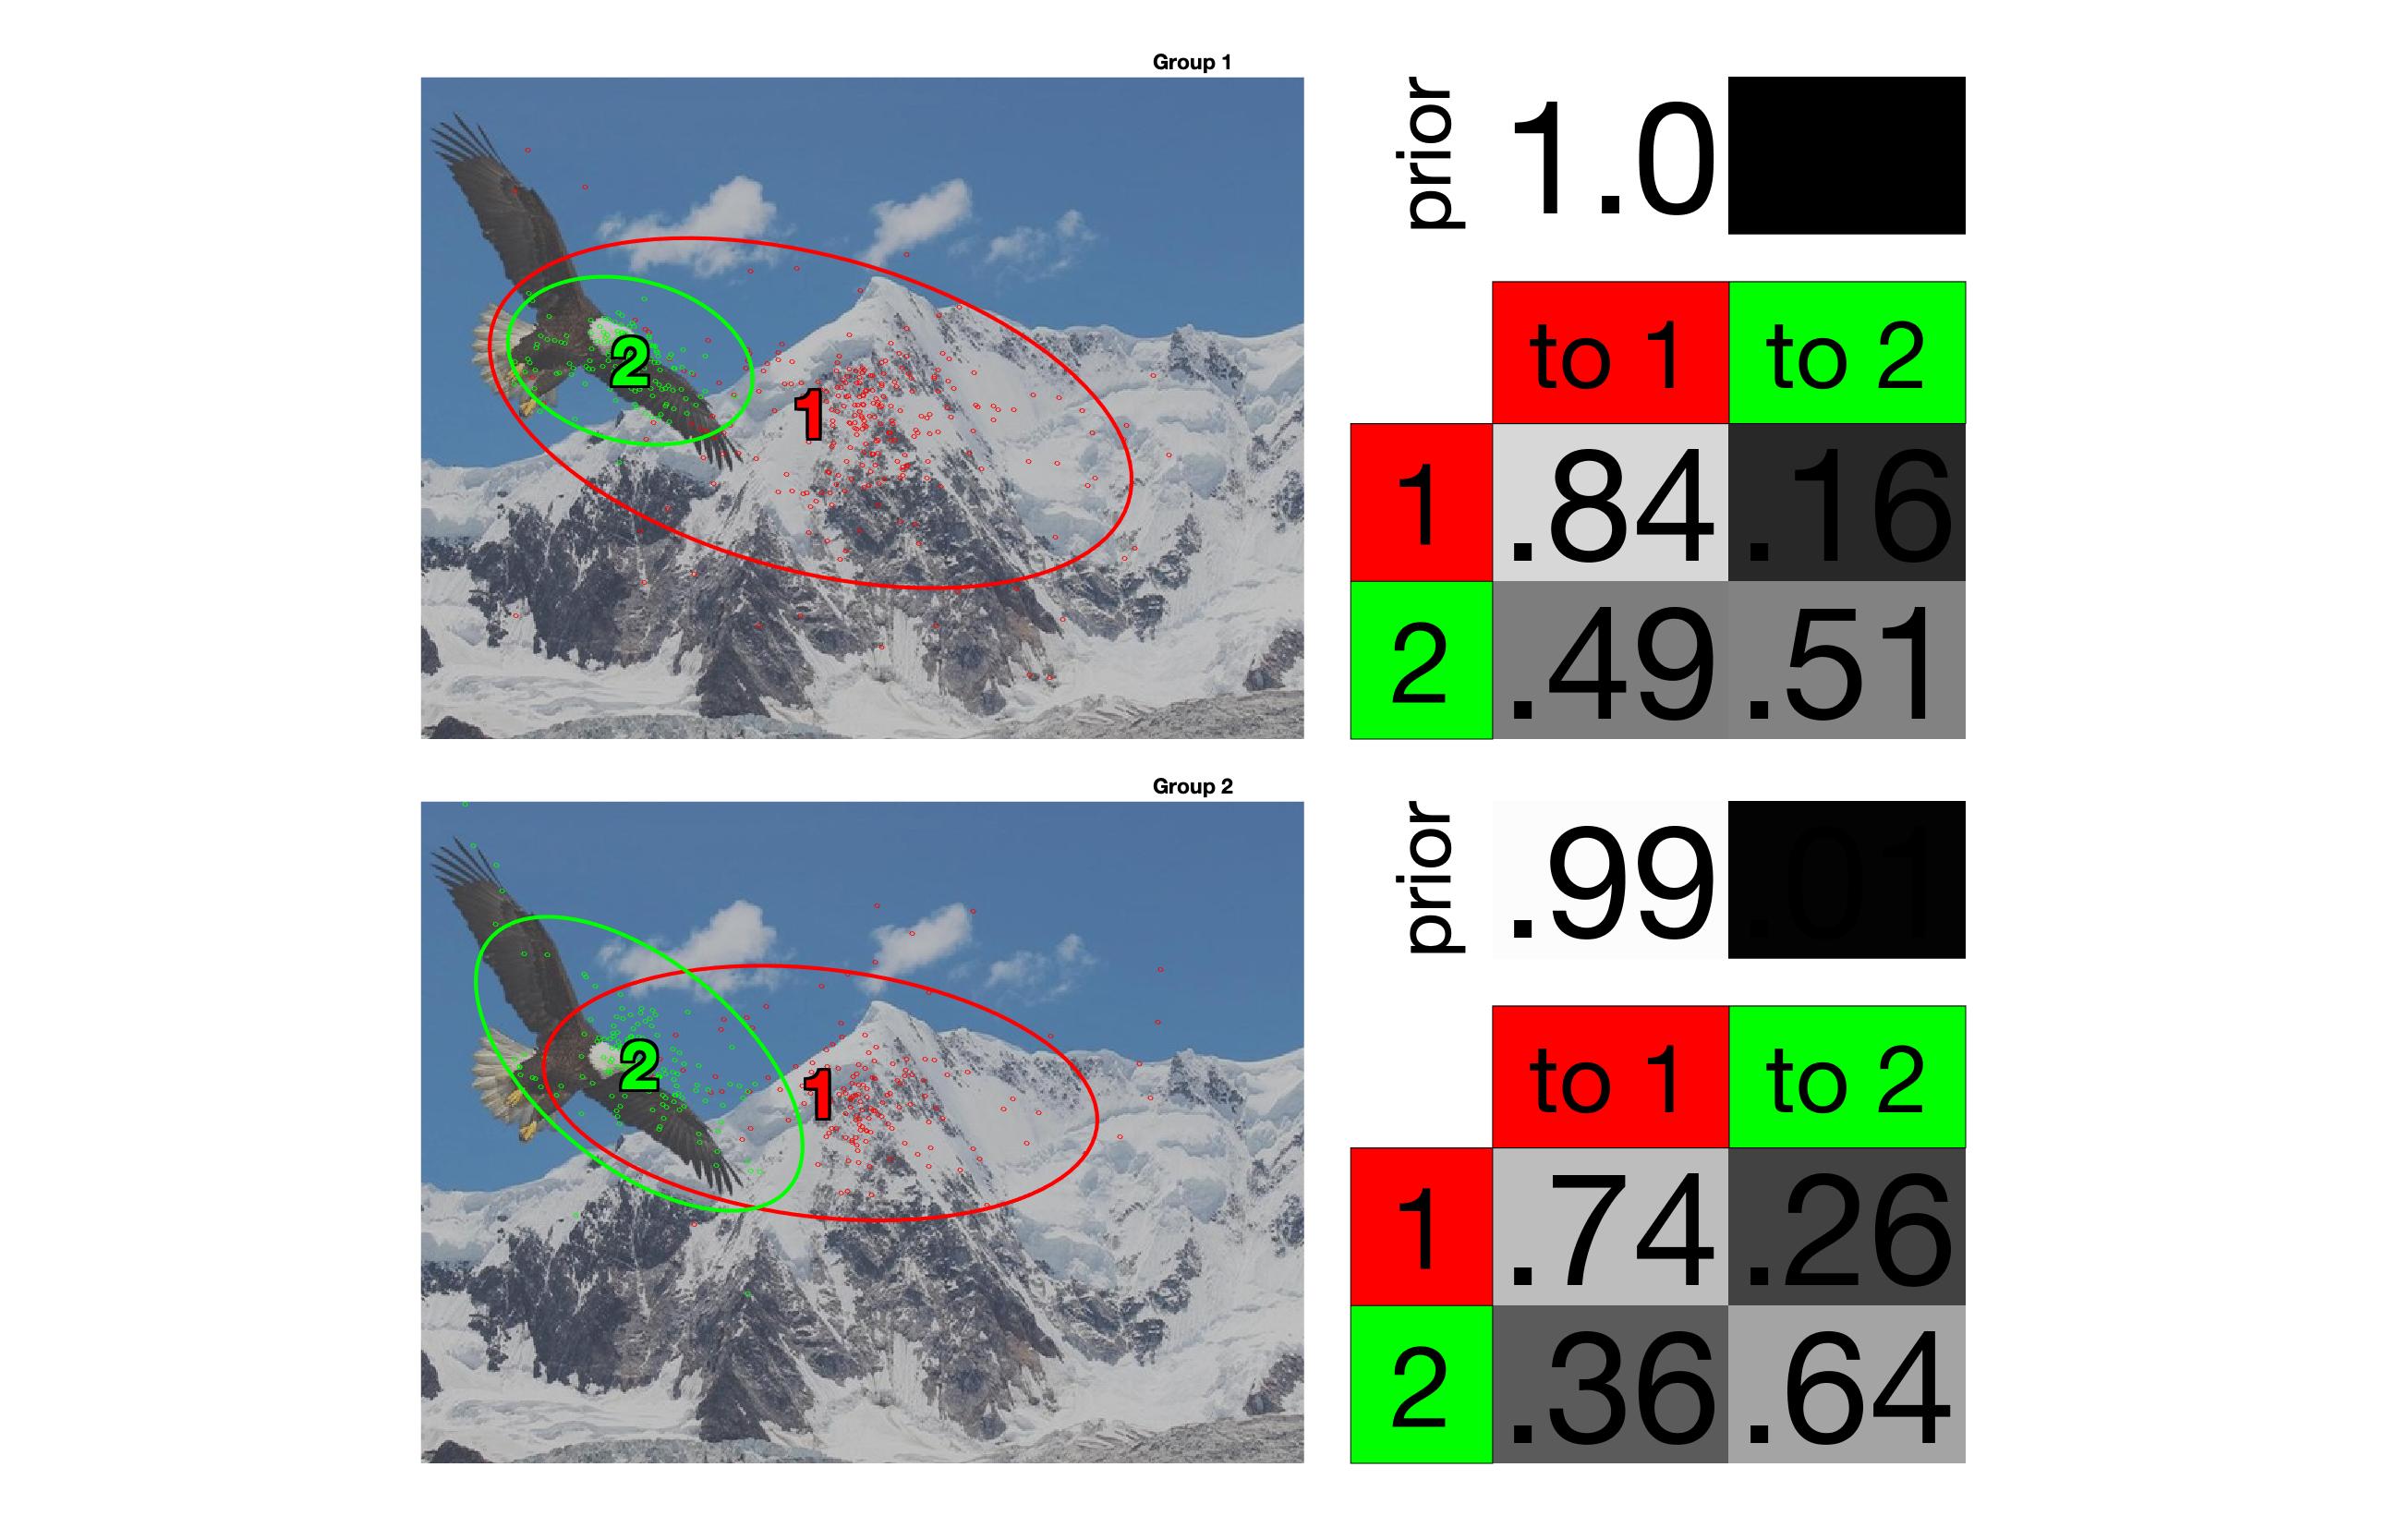 Group 1
2
1
prior
1.0
to 1 to 2
1 .84 .16
2 .49 .51
Group 2
2
1
prior
.99 .01
to 1 to 2
1 .74 .26
2 .36 .64